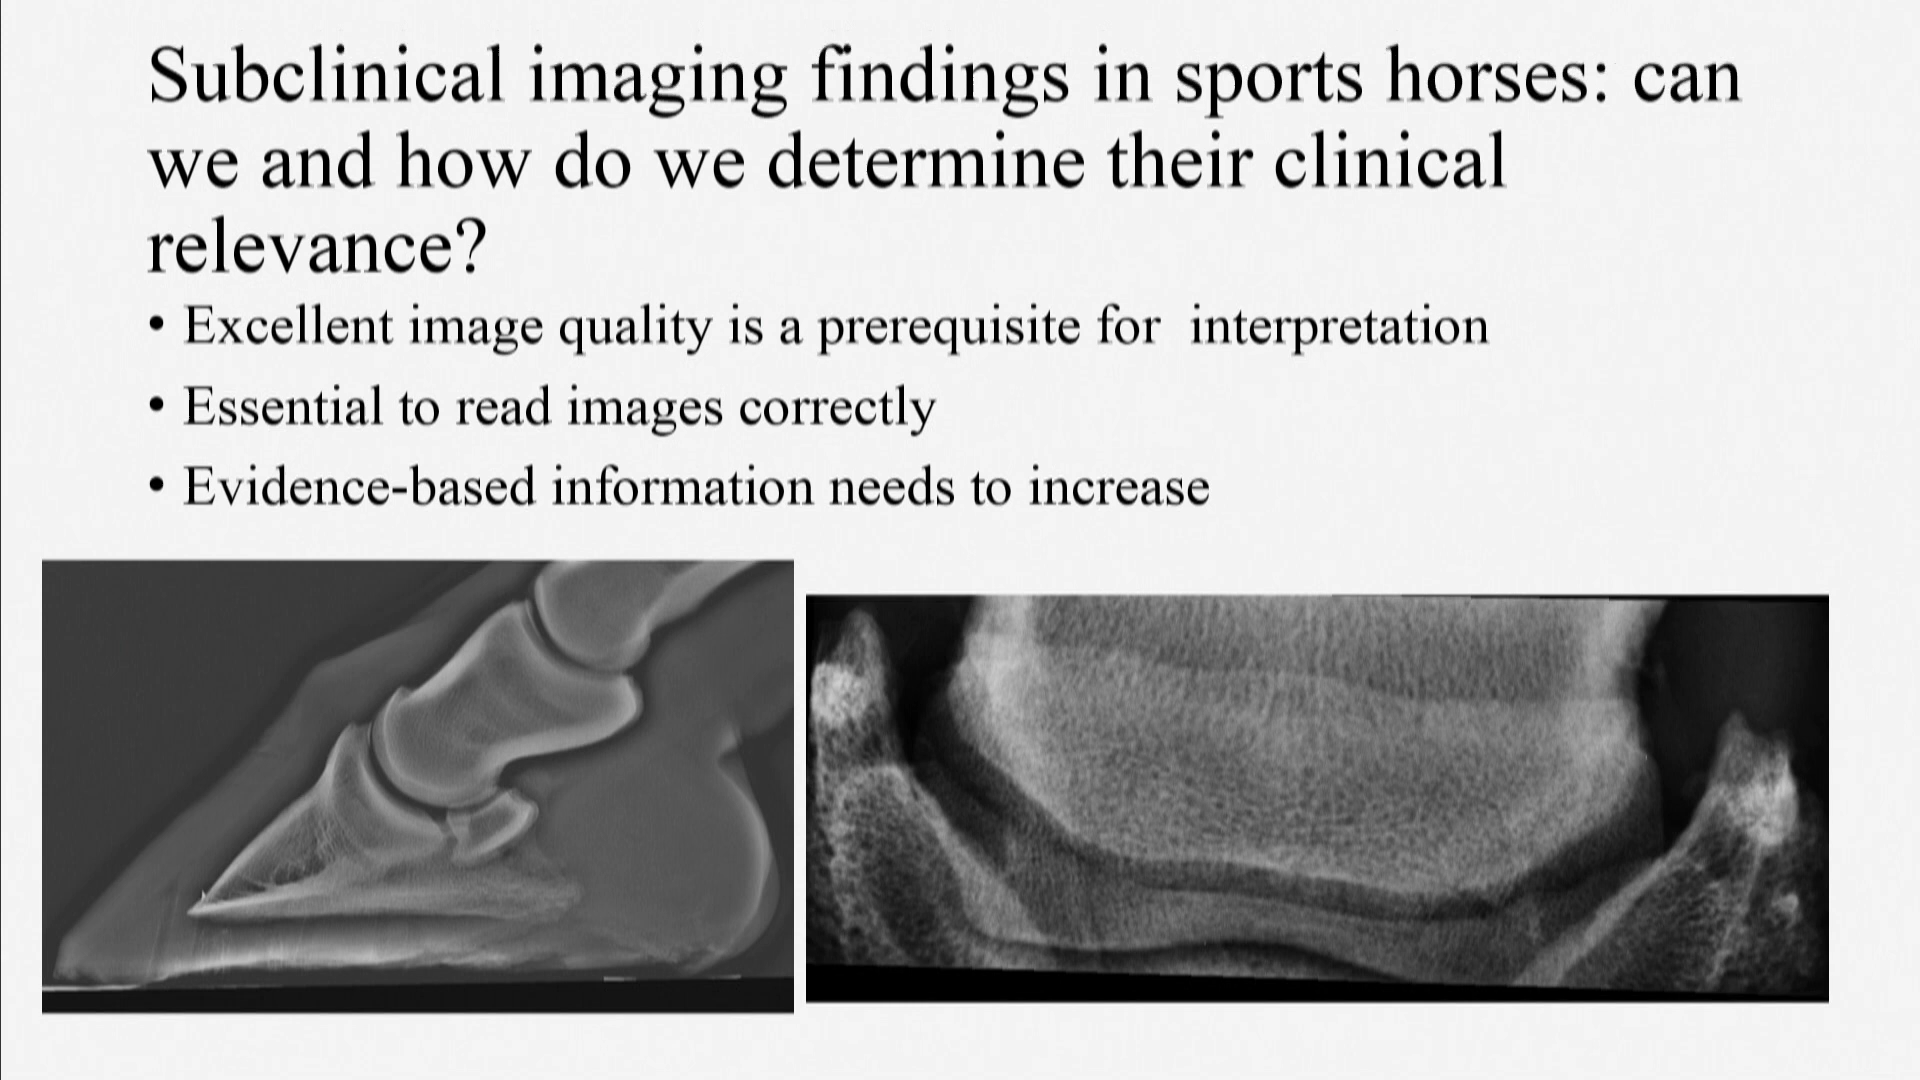 Subclinical imaging findings in sports horses: can
we and how do we determine their clinical
relevance?
• Excellent image quality is a prerequisite for  interpretation
• Essential to read images correctly
• Evidence-based information needs to increase